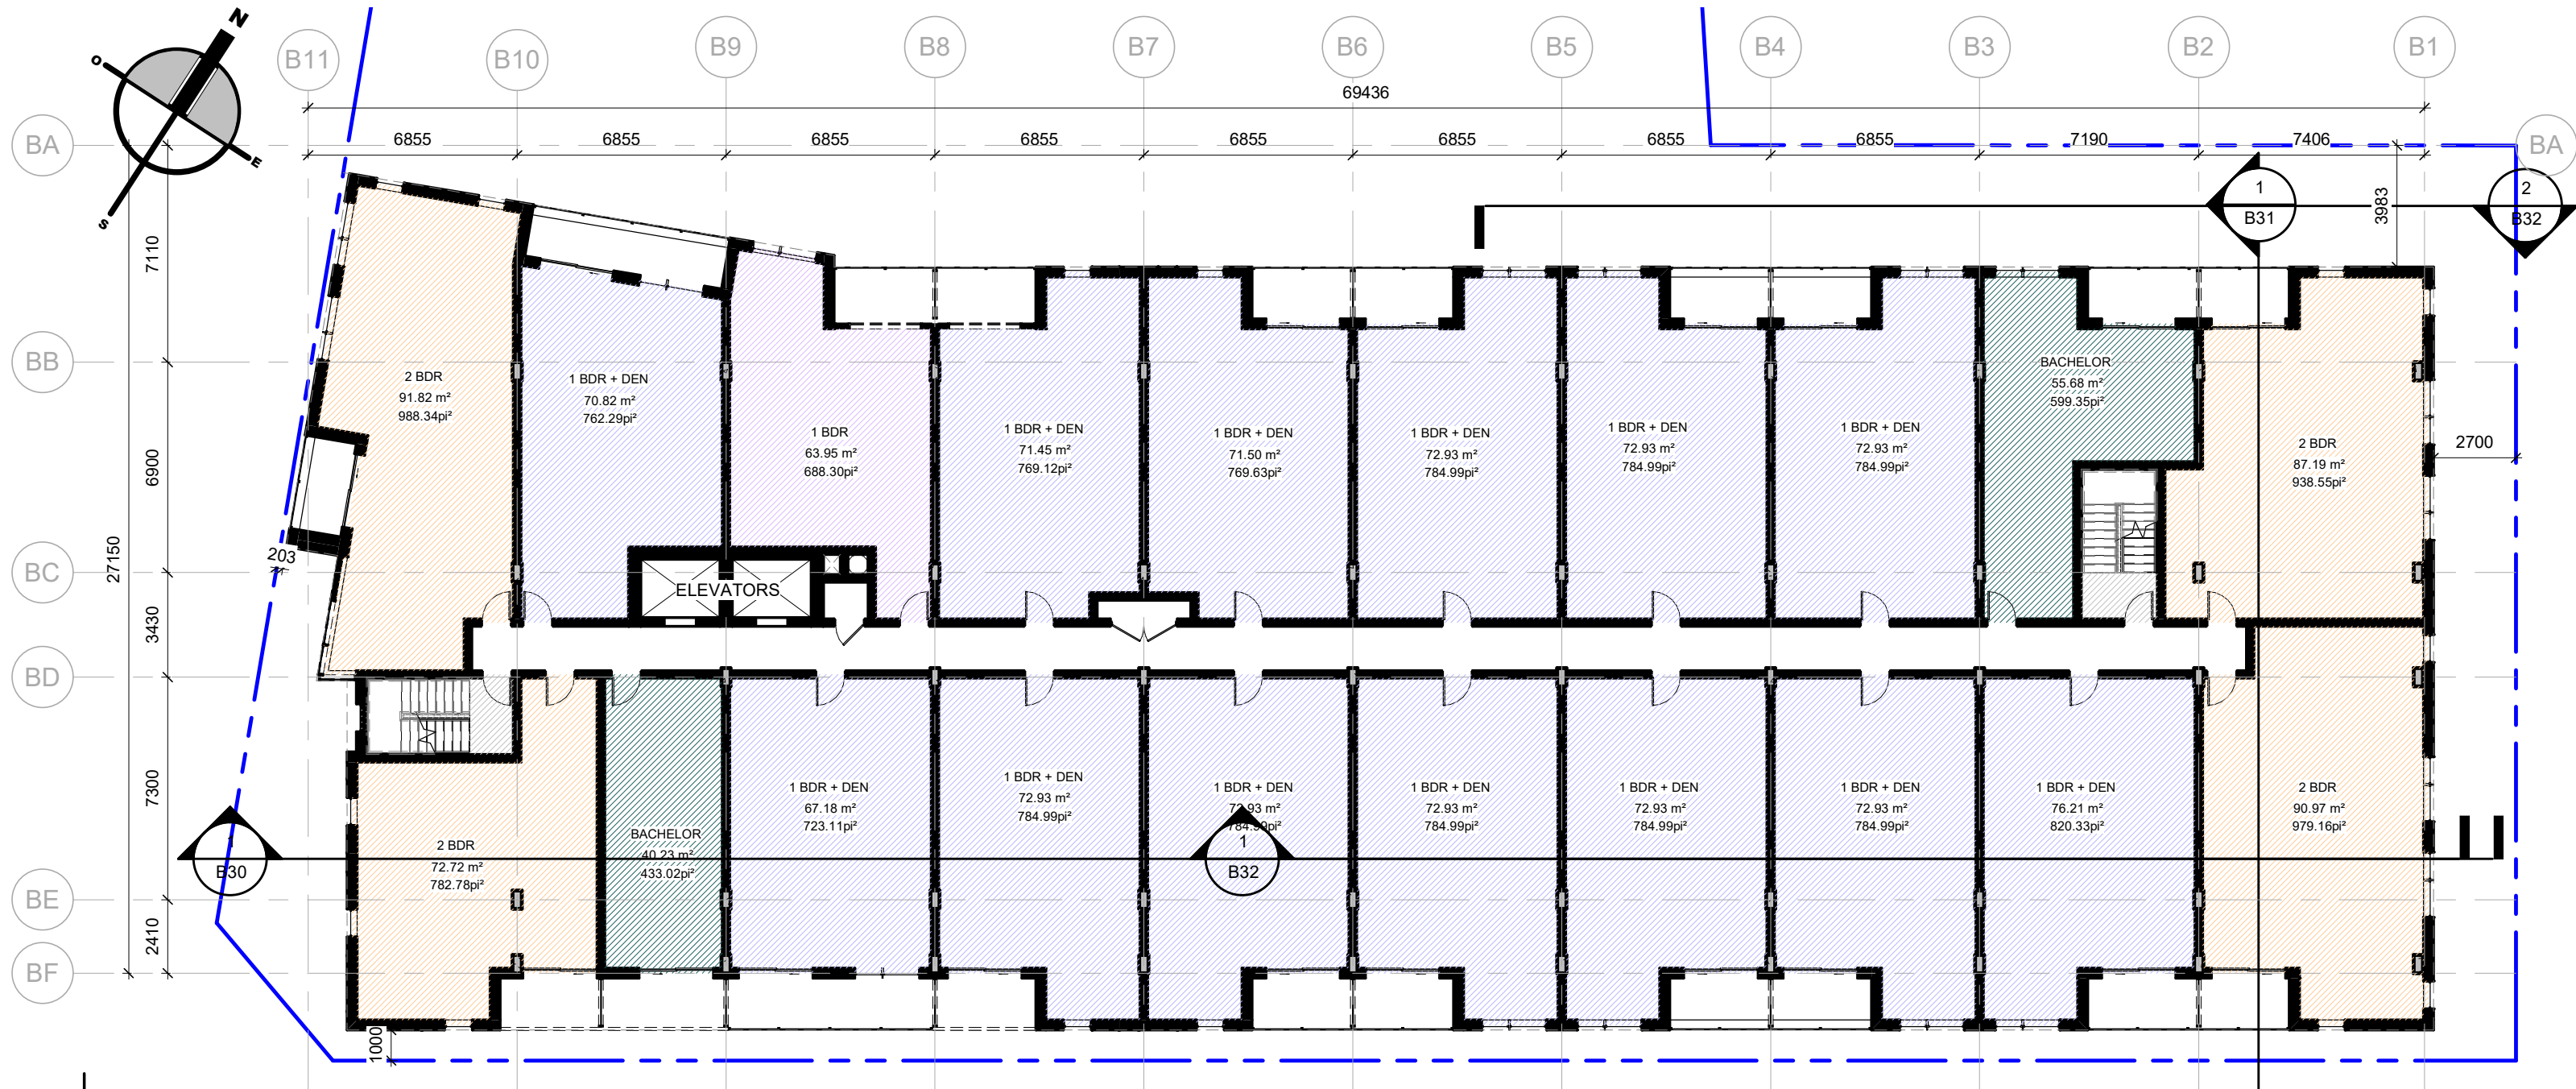 N
O
E
S
B11
B10
B9
B8
B7
B6
B5
B4
B3
B2
B1
69436
6855
6855
6855
6855
6855
6855
6855
6855
7190
7406
BA
BA
BB
BC
BD
BE
BF
7110
6900
3430
7300
2410
27150
203
1000
3983
2700
1
B31
2
B32
2 BDR
91.82 m²
988.34pi²
1 BDR + DEN
70.82 m²
762.29pi²
1 BDR
63.95 m²
688.30pi²
1 BDR + DEN
71.45 m²
769.12pi²
1 BDR + DEN
71.50 m²
769.63pi²
1 BDR + DEN
72.93 m²
784.99pi²
1 BDR + DEN
72.93 m²
784.99pi²
1 BDR + DEN
72.93 m²
784.99pi²
BACHELOR
55.68 m²
599.35pi²
2 BDR
87.19 m²
938.55pi²
ELEVATORS
2 BDR
72.72 m²
782.78pi²
BACHELOR
40.23 m²
433.02pi²
1 BDR + DEN
67.18 m²
723.11pi²
1 BDR + DEN
72.93 m²
784.99pi²
1 BDR + DEN
72.93 m²
784.99pi²
1 BDR + DEN
72.93 m²
784.99pi²
1 BDR + DEN
72.93 m²
784.99pi²
1 BDR + DEN
72.93 m²
784.99pi²
1 BDR + DEN
76.21 m²
820.33pi²
2 BDR
90.97 m²
979.16pi²
1
B30
1
B32